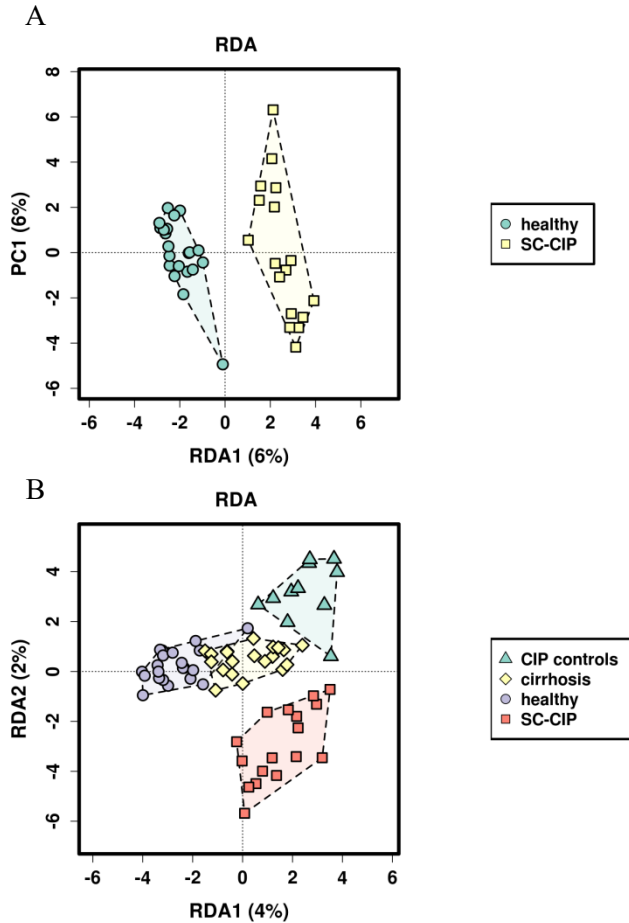 A
RDA
8
6
4
2
0
-2
-4
-6
PC1 (6%)
-6 -4 -2 0 2 4 6
RDA1 (6%)
healthy
SC-CIP
B
RDA
4
2
0
-2
-4
-6
RDA2 (2%)
-6 -4 -2 0 2 4 6
RDA1 (4%)
CIP controls
cirrhosis
healthy
SC-CIP